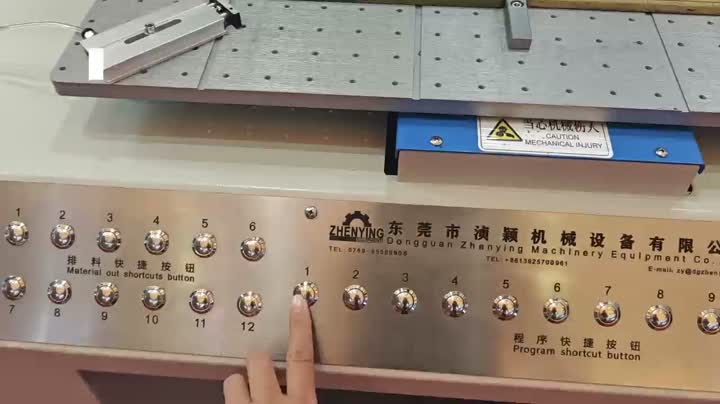 当心机械伤人
CAUTION
MECHANICAL INJURY
1 2 3 4 5 6
排料快捷按钮
Material out shortcuts button
7 8 9 10 11 12
ZHENYING
东莞市浈颖机械设备有限公
Dongguan Zhenying Machinery Equipment Co.,
TEL:+8613825700961
1 2 3 4 5 6 7 8 9
程序快捷按钮
Program shortcut button